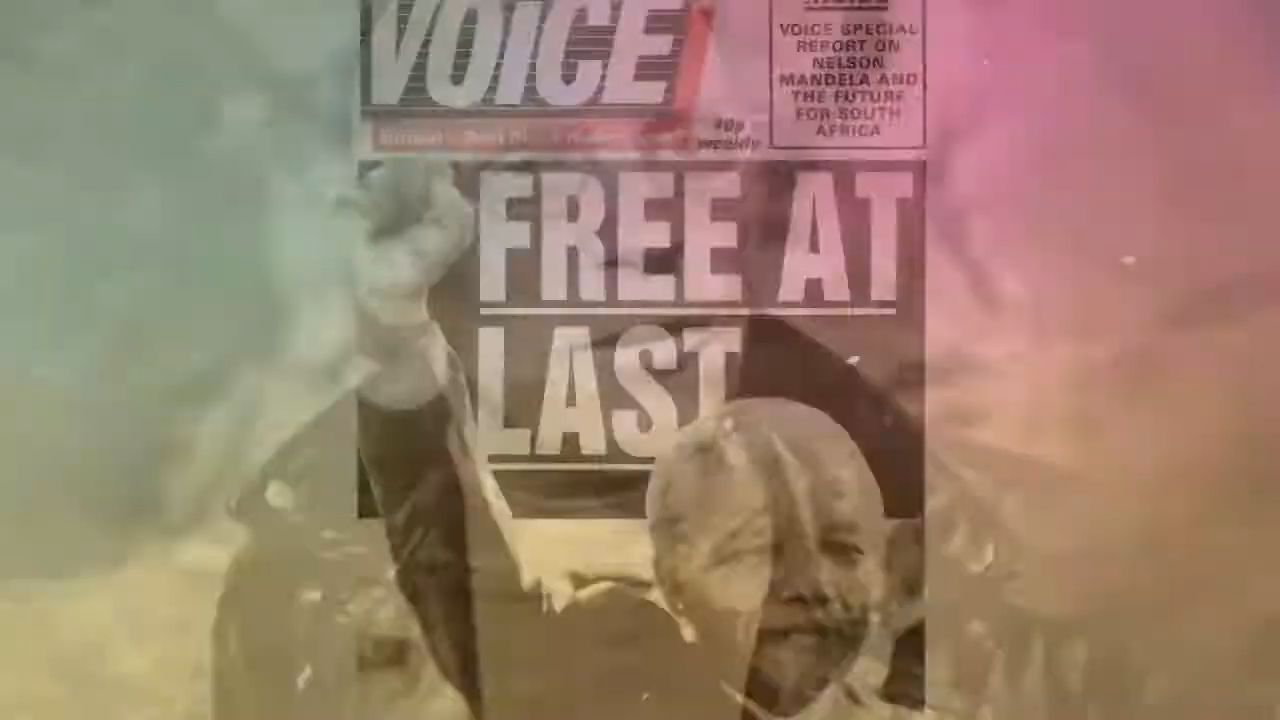 VOICE
VOICE SPECIAL
REPORT ON
NELSON
MANDELA AND
THE FUTURE
FOR SOUTH
AFRICA
40p
weekly
FREE AT
LAST